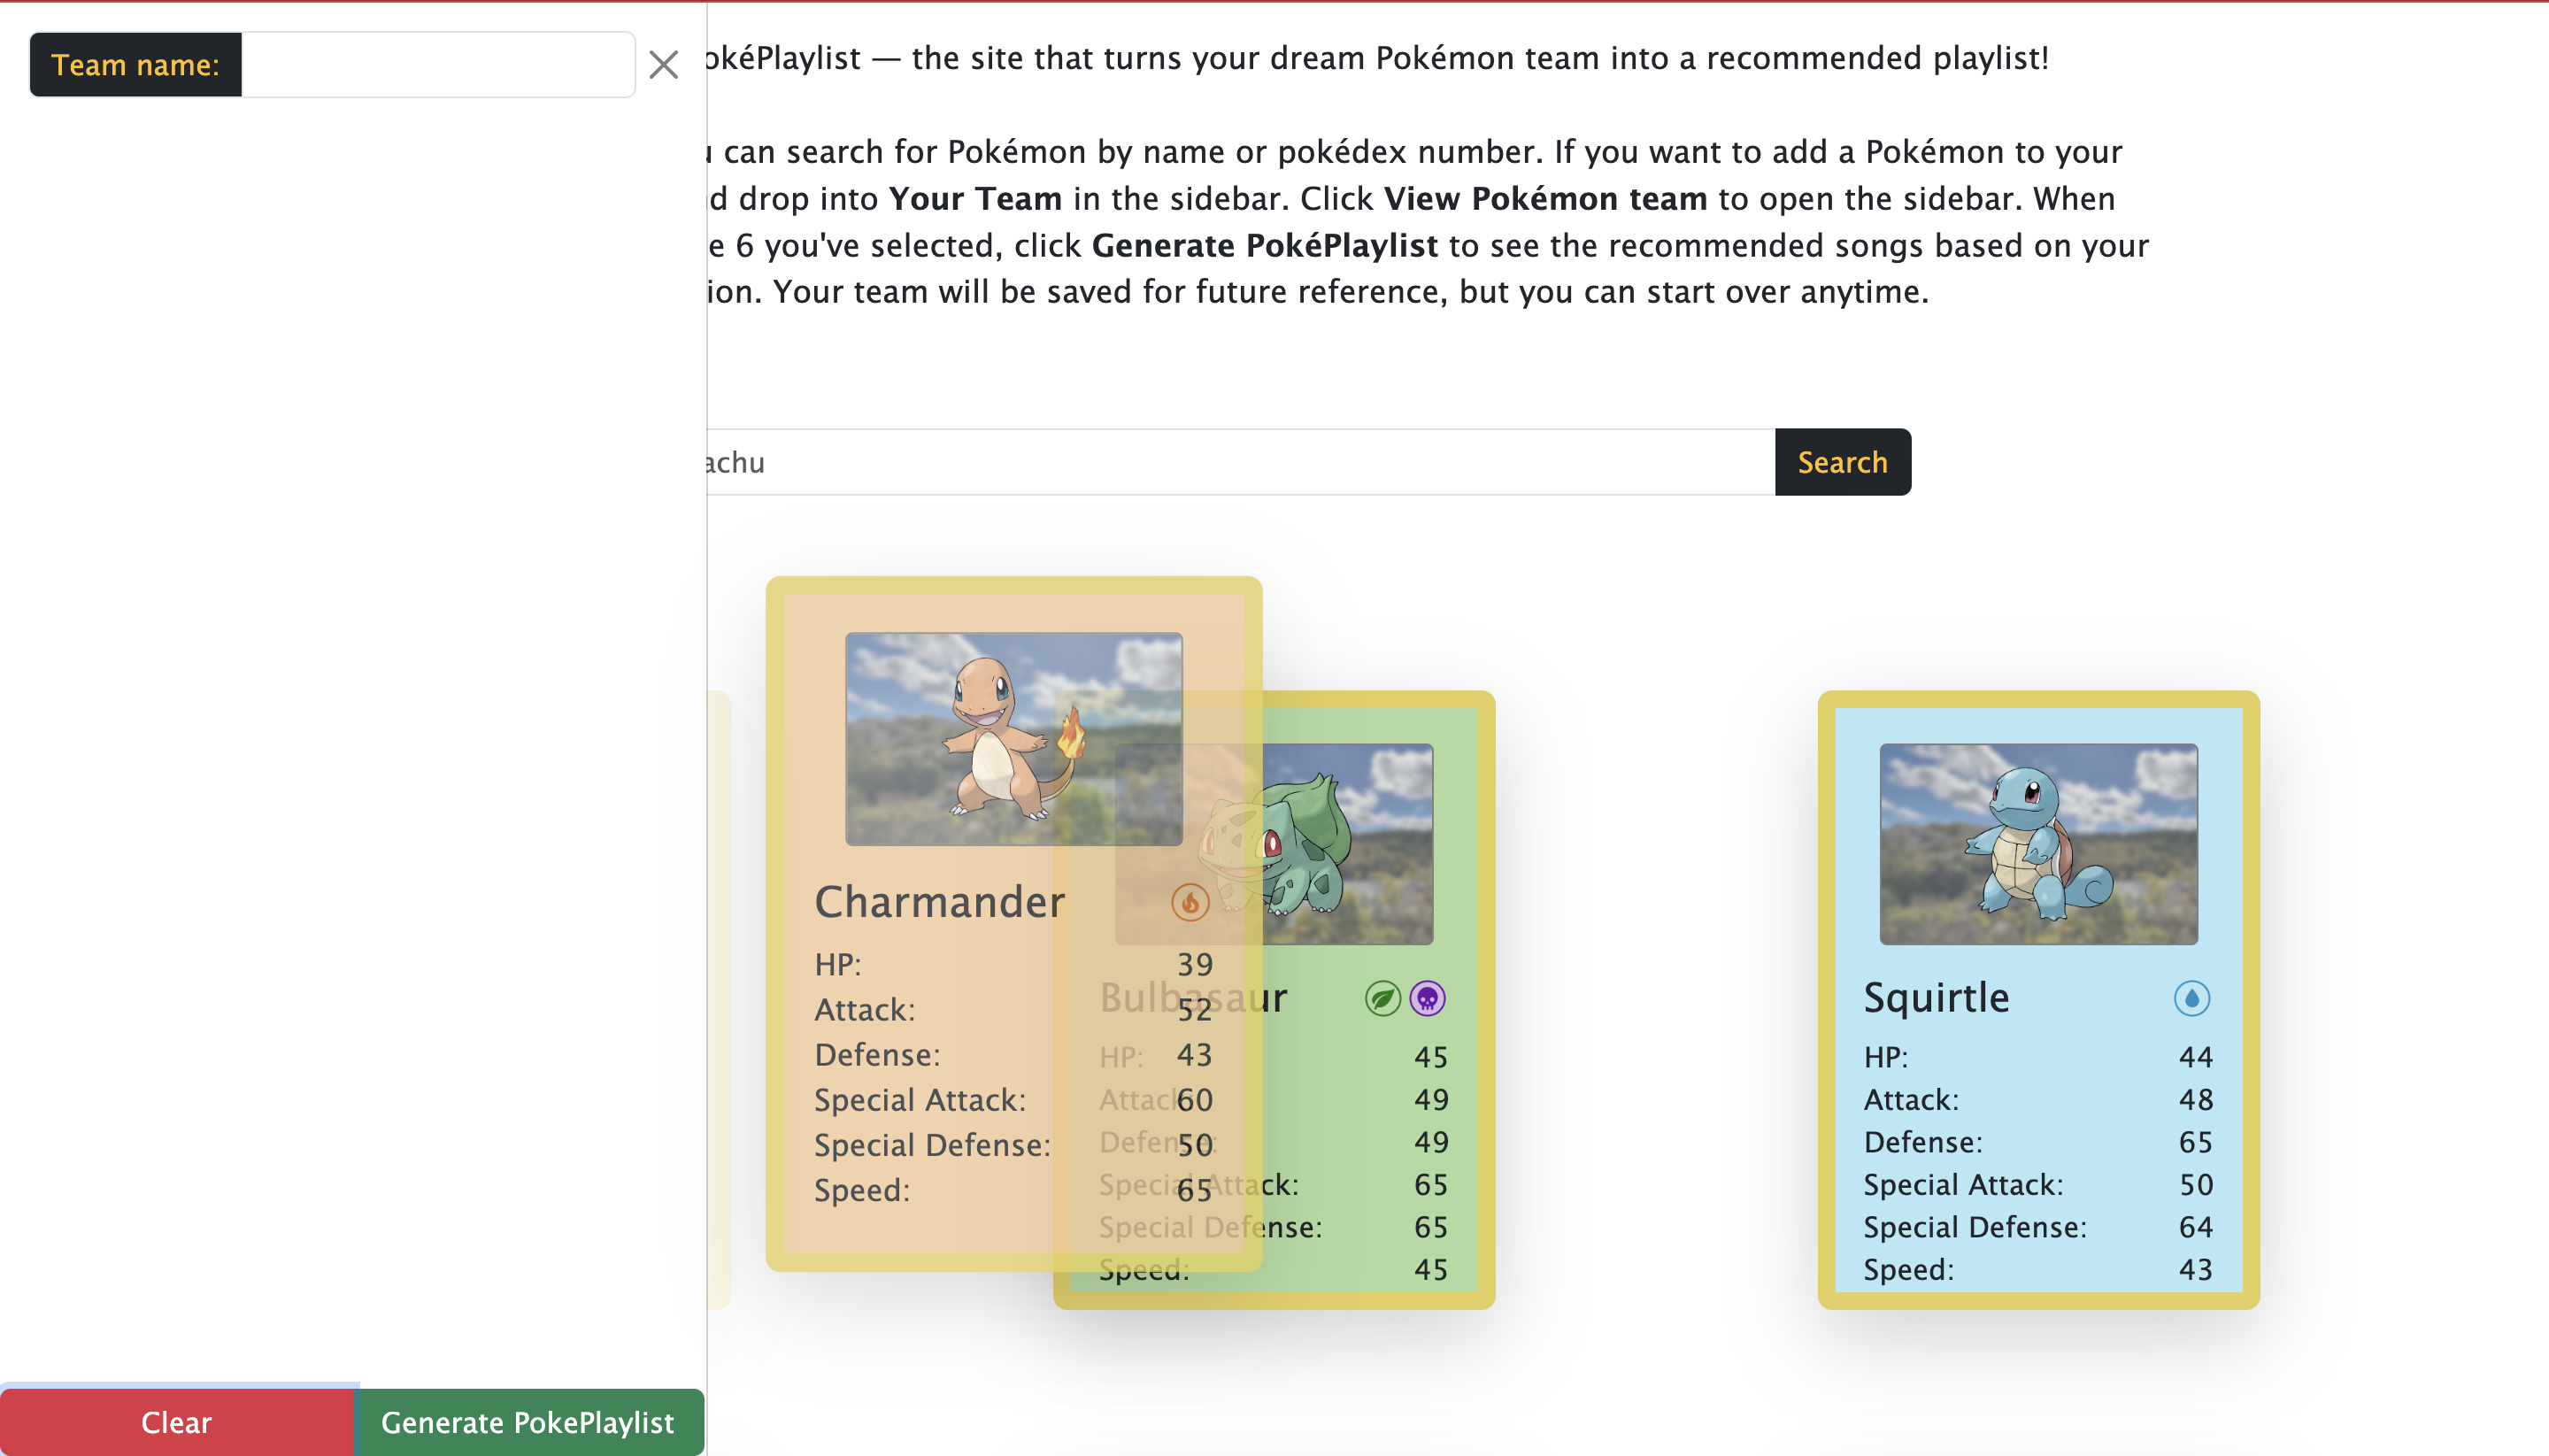 Team name:
okéPlaylist — the site that turns your dream Pokémon team into a recommended playlist!
can search for Pokémon by name or pokédex number. If you want to add a Pokémon to your
d drop into Your Team in the sidebar. Click View Pokémon team to open the sidebar. When
e 6 you've selected, click Generate PokéPlaylist to see the recommended songs based on your
ion. Your team will be saved for future reference, but you can start over anytime.
achu
Search
Charmander
HP: 39
Attack: 52
Defense: 43
Special Attack: 60
Special Defense: 50
Speed: 65
Bulbasaur
HP: 45
Attack: 49
Defense: 49
Special Attack: 65
Special Defense: 65
Speed: 45
Squirtle
HP: 44
Attack: 48
Defense: 65
Special Attack: 50
Special Defense: 64
Speed: 43
Clear
Generate PokePlaylist